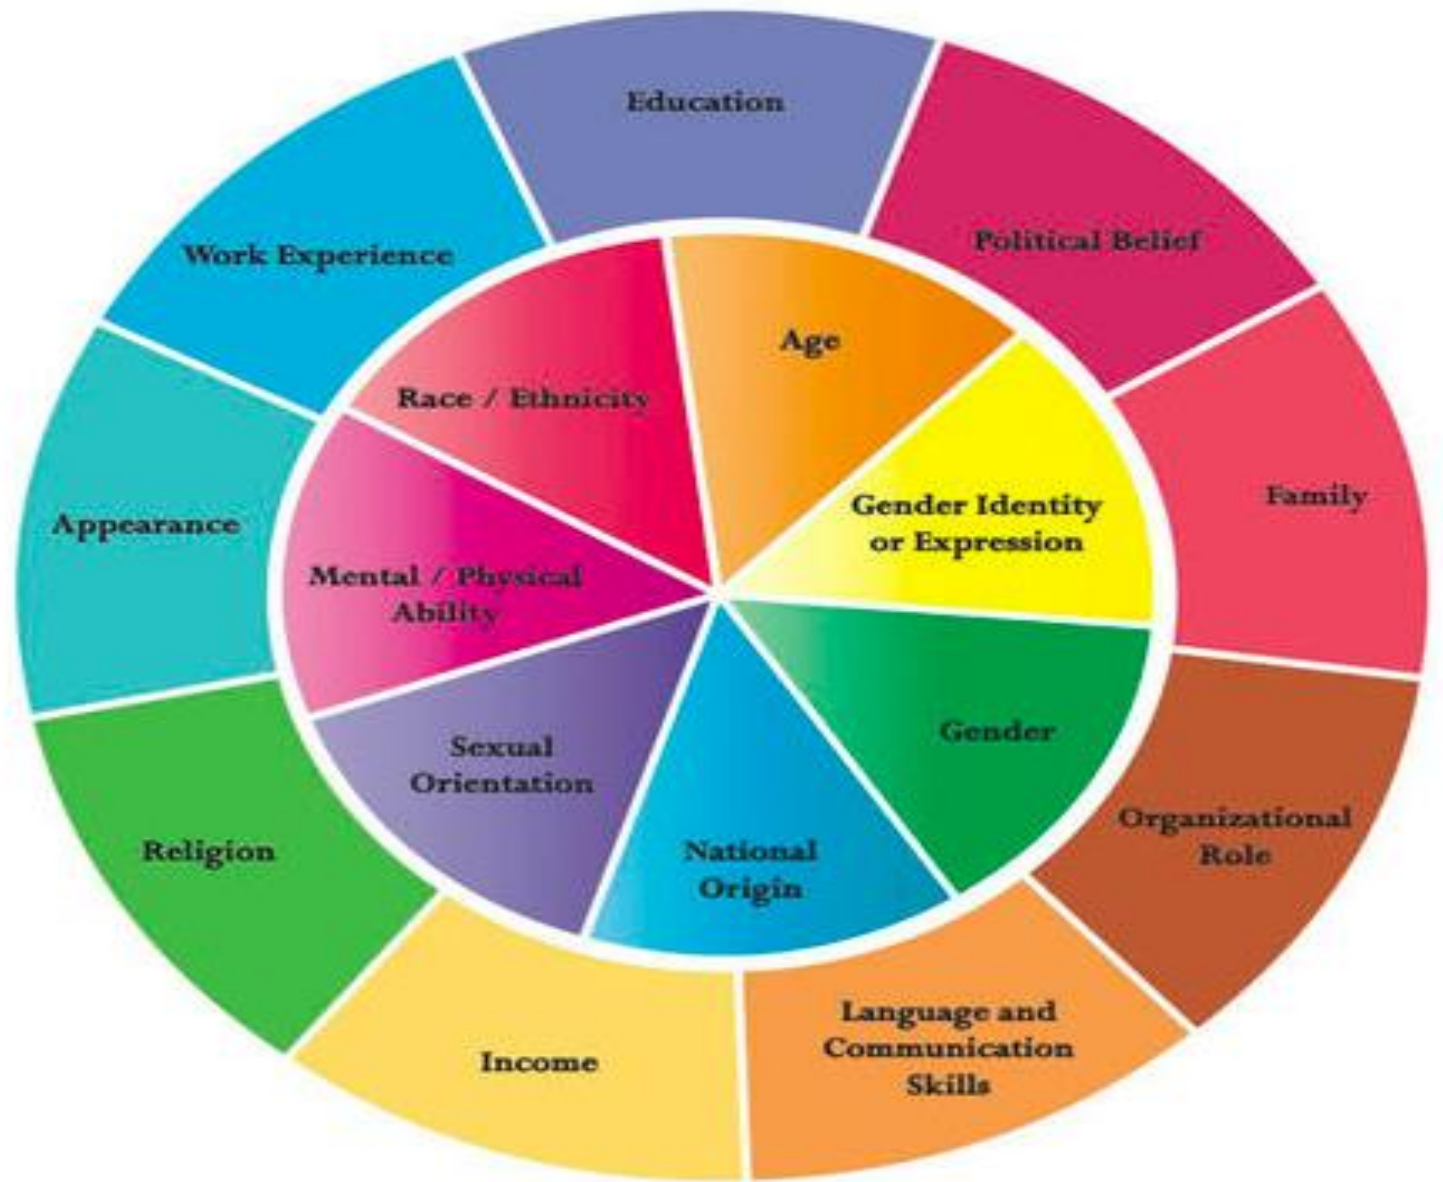 Education
Political Belief
Work Experience
Age
Race / Ethnicity
Gender Identity
or Expression
Family
Appearance
Mental / Physical
Ability
Gender
Sexual
Orientation
Organizational
Role
National
Origin
Religion
Language and
Communication
Skills
Income